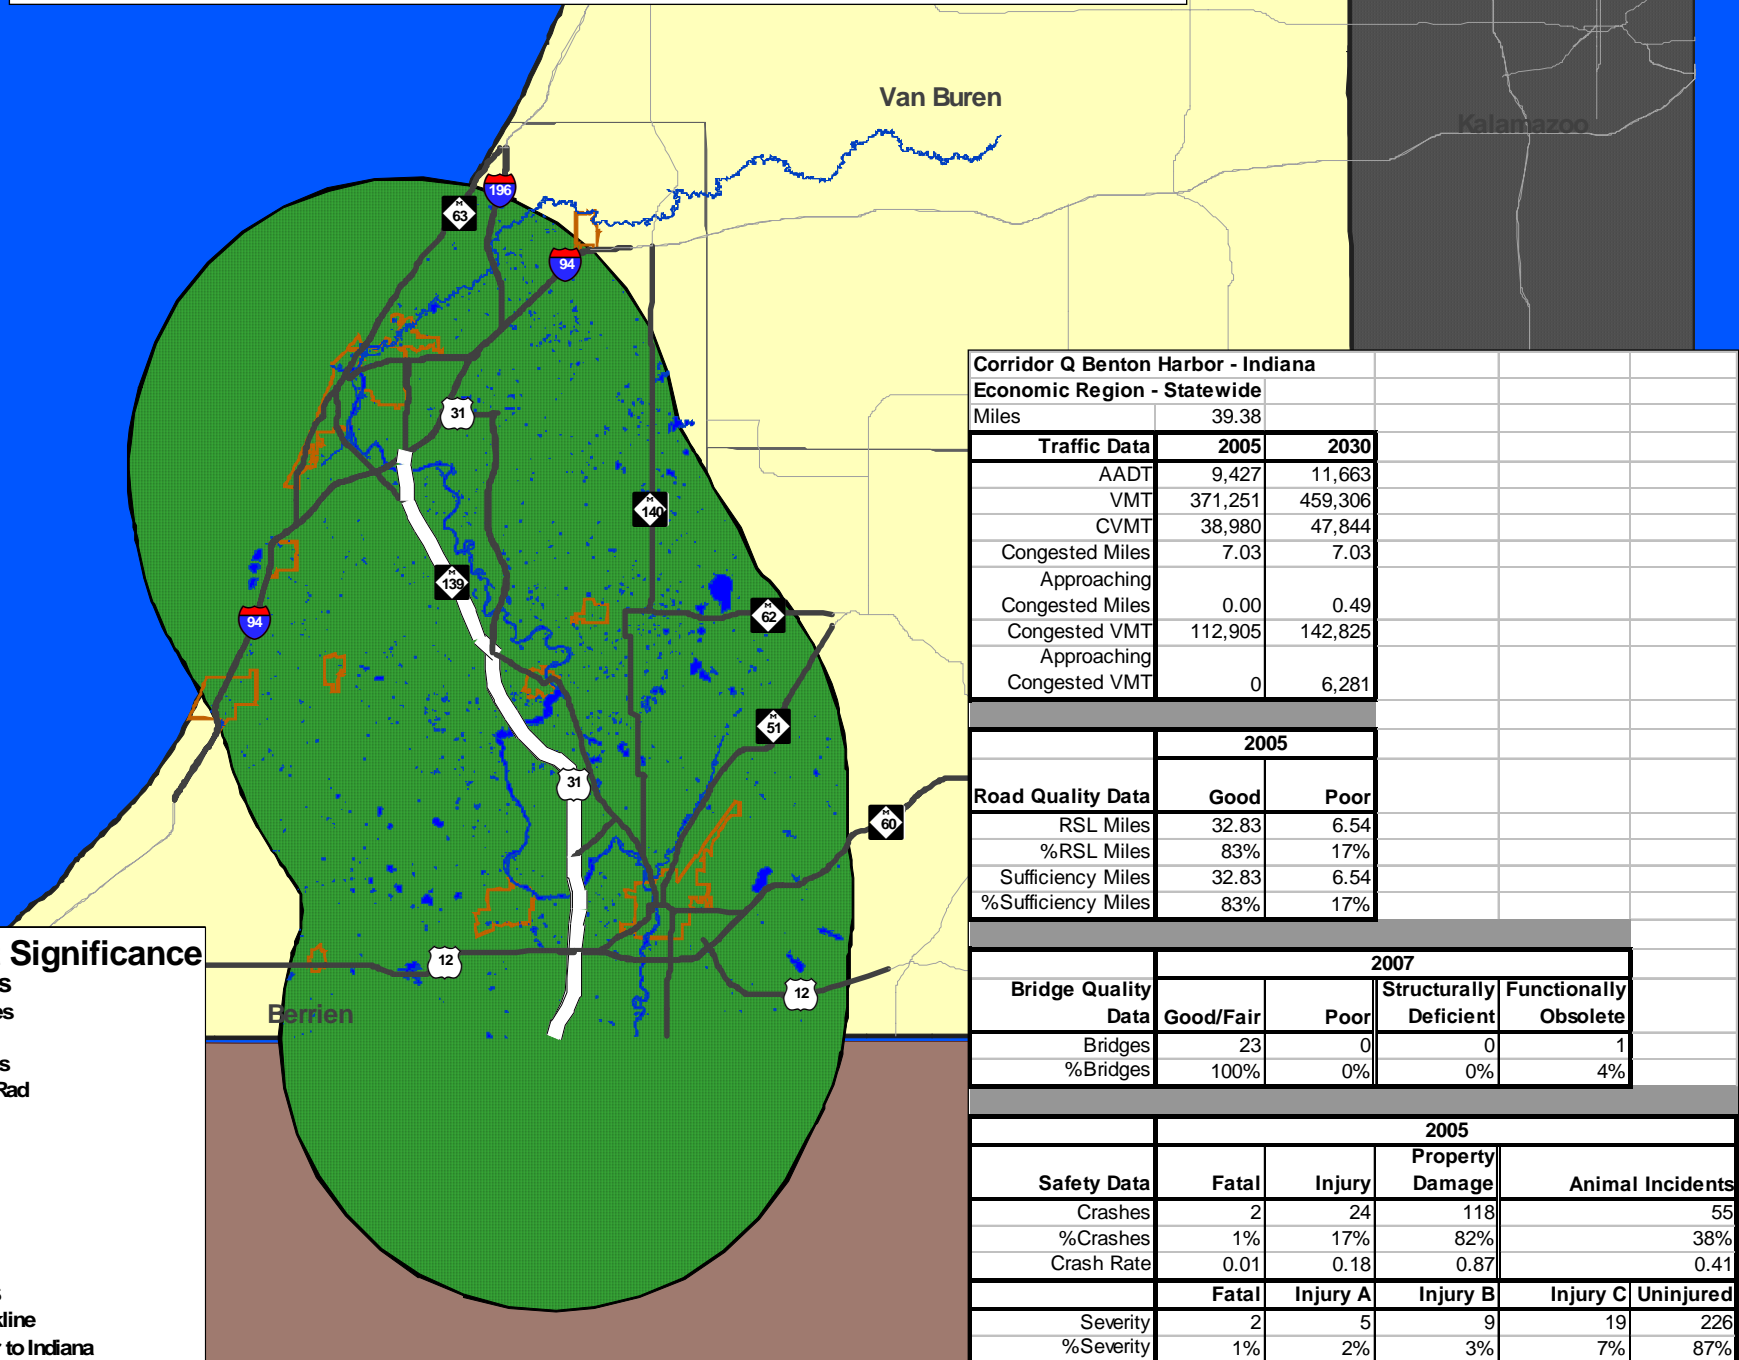 Van Buren
Kalamazoo
196
M
63
94
31
M
140
M
139
M
62
94
M
51
31
M
60
12
12
Berrien
Significance
s
es
s
Rad
s
kline
r to Indiana
Corridor Q Benton Harbor - Indiana
Economic Region - Statewide
Miles 39.38
Traffic Data 2005 2030
AADT 9,427 11,663
VMT 371,251 459,306
CVMT 38,980 47,844
Congested Miles 7.03 7.03
Approaching
Congested Miles 0.00 0.49
Congested VMT 112,905 142,825
Approaching
Congested VMT 0 6,281
2005
Road Quality Data Good Poor
RSL Miles 32.83 6.54
%RSL Miles 83% 17%
Sufficiency Miles 32.83 6.54
%Sufficiency Miles 83% 17%
2007
Bridge Quality Structurally Functionally
Data Good/Fair Poor Deficient Obsolete
Bridges 23 0 0 1
%Bridges 100% 0% 0% 4%
2005
Property
Safety Data Fatal Injury Damage Animal Incidents
Crashes 2 24 118 55
%Crashes 1% 17% 82% 38%
Crash Rate 0.01 0.18 0.87 0.41
Fatal Injury A Injury B Injury C Uninjured
Severity 2 5 9 19 226
%Severity 1% 2% 3% 7% 87%